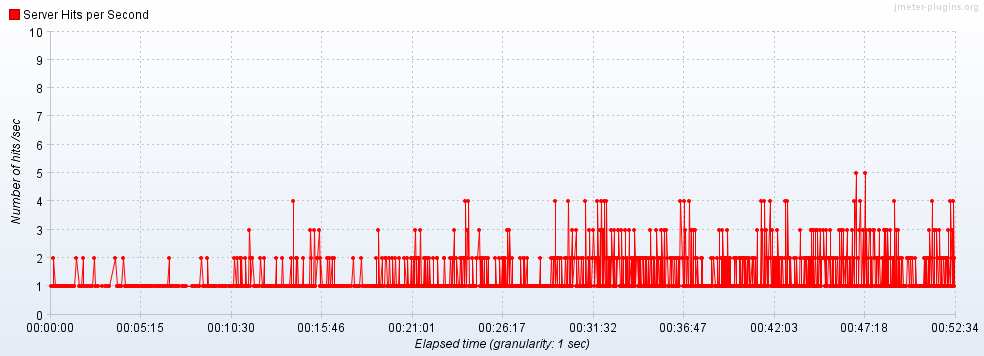 jmeter-plugins.org
Server Hits per Second
10
9
8
7
6
5
4
3
2
1
0
Number of hits /sec
00:00:00 00:05:15 00:10:30 00:15:46 00:21:01 00:26:17 00:31:32 00:36:47 00:42:03 00:47:18 00:52:34
Elapsed time (granularity: 1 sec)